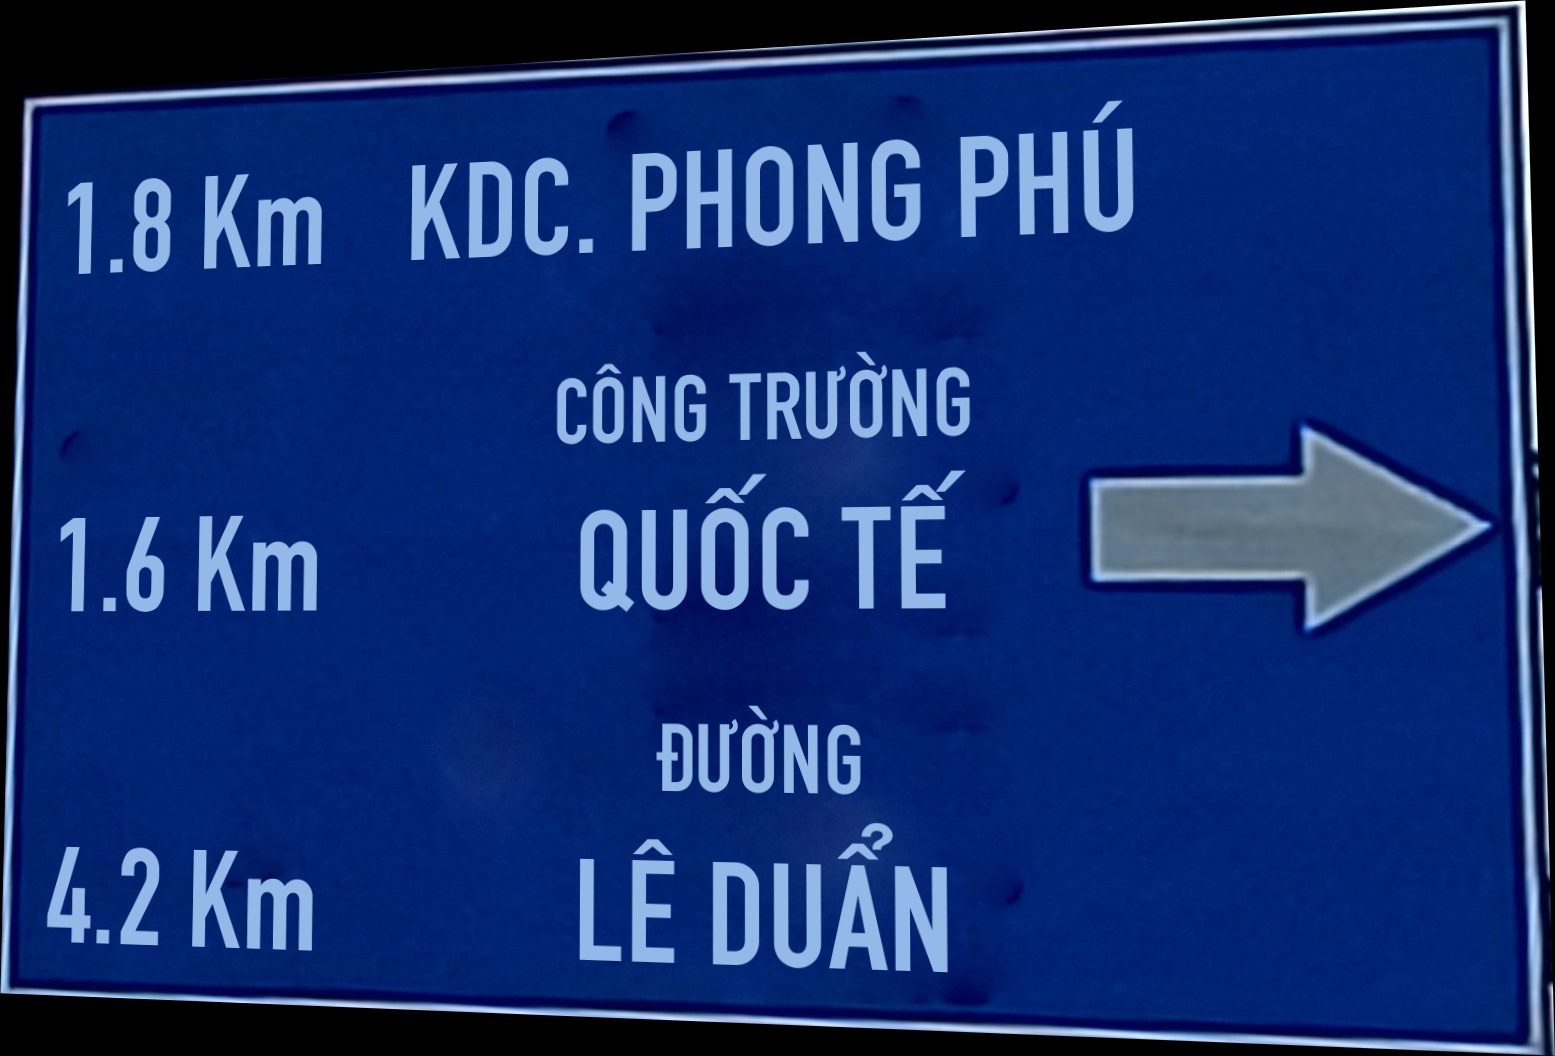 1.8 Km KDC. PHONG PHÚ
CÔNG TRƯỜNG
1.6 Km QUỐC TẾ
ĐƯỜNG
4.2 Km LÊ DUẨN